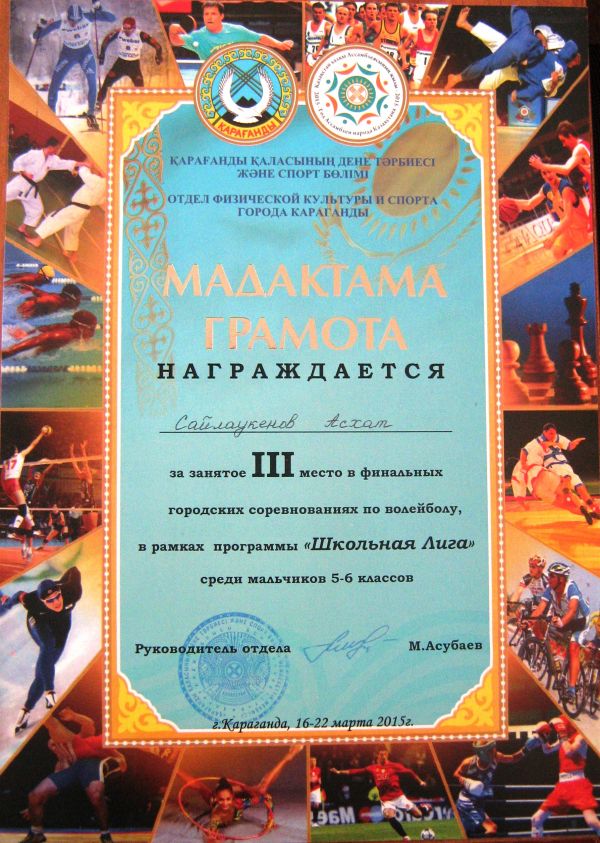 ҚАРАҒАНДЫ
ҚАРАҒАНДЫ ҚАЛАСЫНЫҢ ДЕНЕ ТӘРБИЕСІ
ЖӘНЕ СПОРТ БӨЛІМІ
ОТДЕЛ ФИЗИЧЕСКОЙ КУЛЬТУРЫ И СПОРТА
ГОРОДА КАРАГАНДЫ
МАДАКТАМА
ГРАМОТА
НАГРАЖДАЕТСЯ
Сайлаукенов Асхат
за занятое III место в финальных
городских соревнованиях по волейболу,
в рамках программы «Школьная Лига»
среди мальчиков 5-6 классов
Руководитель отдела М.Асубаев
г.Караганда, 16-22 марта 2015г.